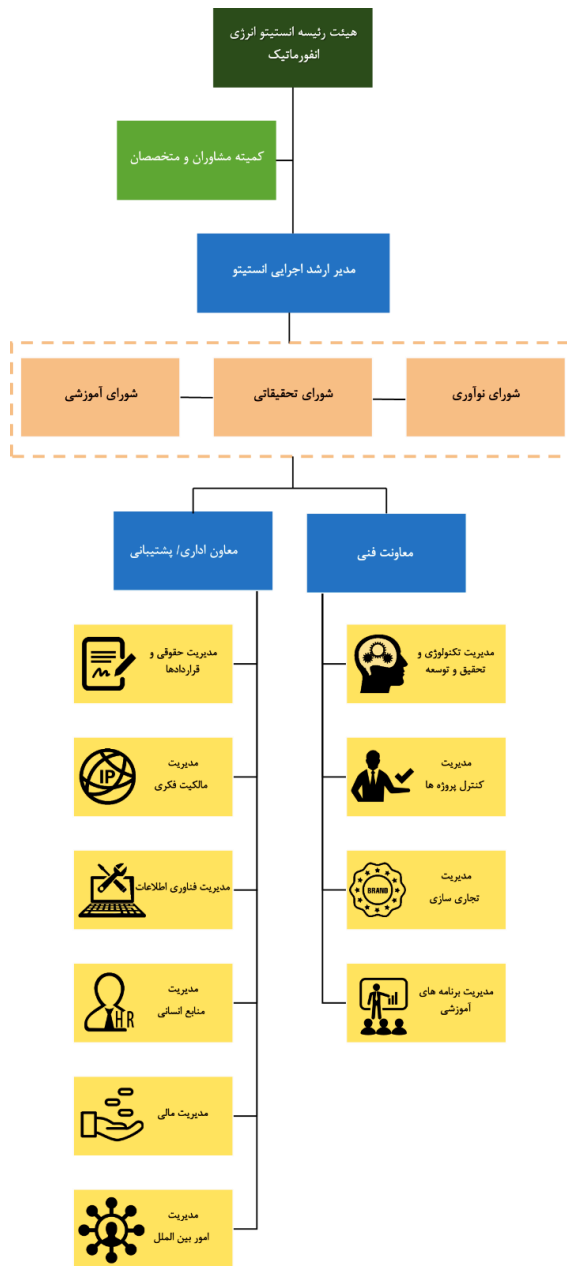 هیئت رئیسه انستیتو انرژی
انفورماتیک
کمیته مشاوران و متخصصان
مدیر ارشد اجرایی انستیتو
شورای نوآوری
شورای تحقیقاتی
شورای آموزشی
معاونت فنی
معاون اداری/ پشتیبانی
مدیریت تکنولوژی و
تحقیق و توسعه
مدیریت حقوقی و
قراردادها
مدیریت
کنترل پروژه ها
مدیریت
مالکیت فکری
IP
مدیریت
تجاری سازی
BRAND
مدیریت فناوری اطلاعات
مدیریت برنامه های
آموزشی
مدیریت
منابع انسانی
HR
مدیریت مالی
مدیریت
امور بین الملل